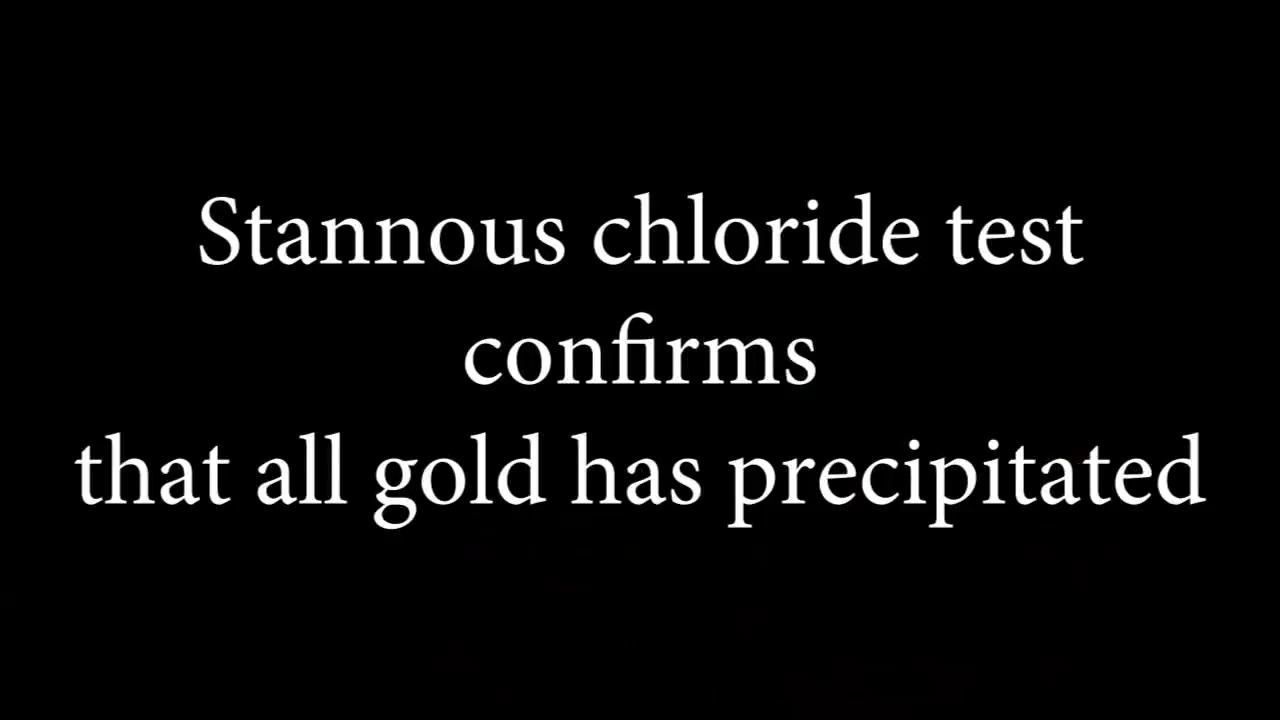 Stannous chloride test
confirms
that all gold has precipitated